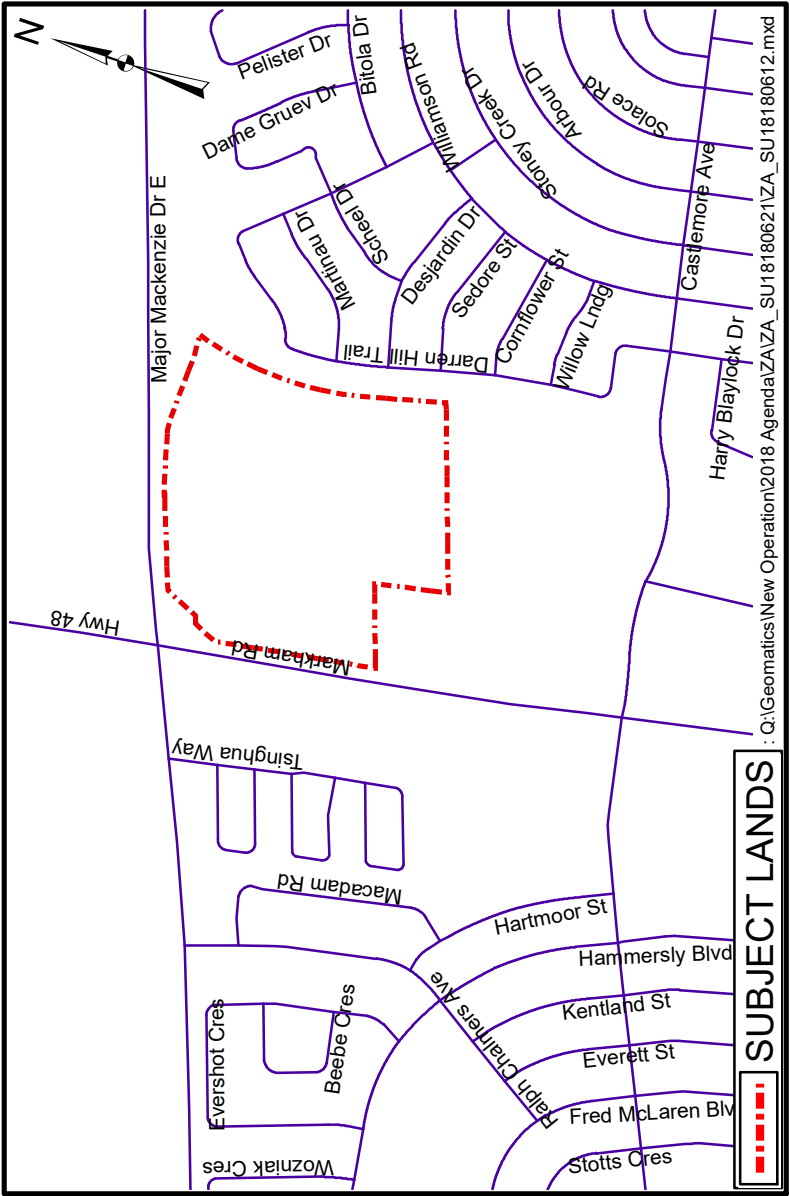 N
Pelister Dr
Bitola Dr
Dame Gruev Dr
Williamson Rd
Stoney Creek Dr
Arbour Dr
Solace Rd
Major Mackenzie Dr E
Scheel Dr
Martinau Dr
Desjardin Dr
Sedore St
Cornflower St
Castlemore Ave
Darren Hill Trail
Willow Lndg
Harry Blaylock Dr
Hwy 48
Markham Rd
Tsinghua Way
Macadam Rd
Hartmoor St
Hammersly Blvd
Ralph Chalmers Ave
Kentland St
Evershot Cres
Beebe Cres
Everett St
Fred McLaren Blv
Wozniak Cres
Stotts Cres
SUBJECT LANDS
: Q:\Geomatics\New Operation\2018 Agenda\ZA\ZA_SU18180621\ZA_SU18180612.mxd